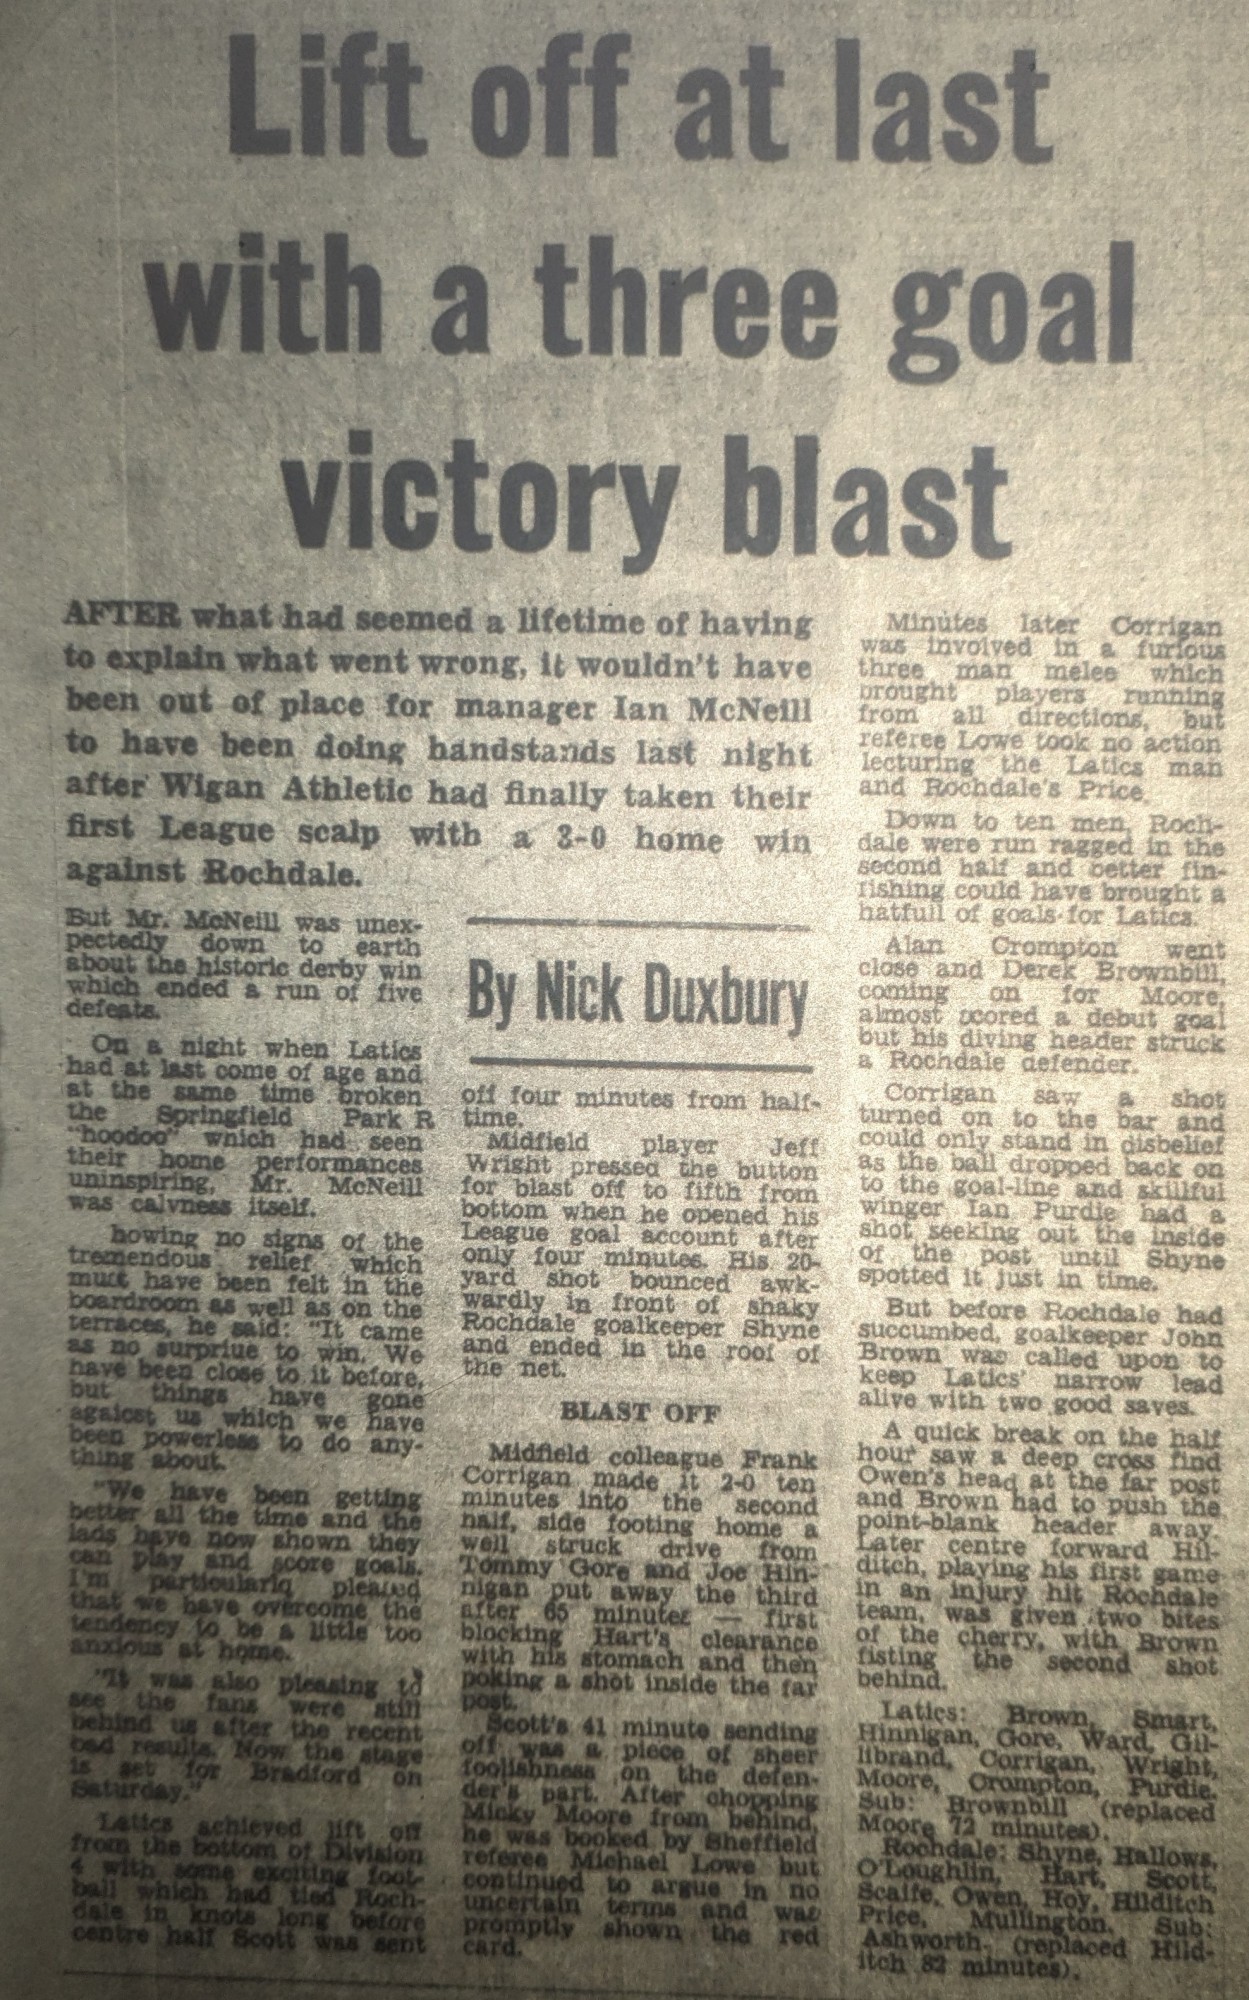 Lift off at last
with a three goal
victory blast
AFTER what had seemed a lifetime of having
to explain what went wrong, it wouldn't have
been out of place for manager Ian McNeill
to have been doing handstands last night
after Wigan Athletic had finally taken their
first League scalp with a 3-0 home win
against Rochdale.
But Mr. McNeill was unex-
pectedly down to earth
about the historic derby win
which ended a run of five
defeats.
On a night when Latics
had at last come of age and
at the same time broken
the Springfield Park R
"hoodoo" which had seen
their home performances
uninspiring, Mr. McNeill
was calvness itself.
howing no signs of the
tremendous relief which
must have been felt in the
boardroom as well as on the
terraces, he said: "It came
as no surpriue to win. We
have been close to it before,
but things have gone
agaicst us which we have
been powerless to do any-
thing about.
"We have been getting
better all the time and the
lads have now shown they
can play and score goals.
I'm particulariq pleaued
that we have overcome the
tendency to be a little too
anxious at home.
"It was also pleasing to
see the fans were still
behind us after the recent
bad results. Now the stage
is set for Bradford on
Saturday."
Latics achieved lift off
from the bottom of Division
4 with some exciting foot-
ball which had tied Roch-
dale in knots long before
centre half Scott was sent
By Nick Duxbury
off four minutes from half-
time.
Midfield player Jeff
Wright pressed the button
for blast off to fifth from
bottom when he opened his
League goal account after
only four minutes. His 20-
yard shot bounced awk-
wardly in front of shaky
Rochdale goalkeeper Shyne
and ended in the roof of
the net.
BLAST OFF
Midfield colleague Frank
Corrigan made it 2-0 ten
minutes into the second
half, side footing home a
well struck drive from
Tommy Gore and Joe Hin-
nigan put away the third
after 65 minutes — first
blocking Hart's clearance
with his stomach and then
poking a shot inside the far
post.
Scott's 41 minute sending
off was a piece of sheer
foolishness on the defen-
der's part. After chopping
Micky Moore from behind,
he was booked by Sheffield
referee Michael Lowe but
continued to argue in no
uncertain terms and was
promptly shown the red
card.
Minutes later Corrigan
was involved in a furious
three man melee which
brought players running
from all directions, but
referee Lowe took no action
lecturing the Latics man
and Rochdale's Price.
Down to ten men, Roch-
dale were run ragged in the
second half and better fin-
fishing could have brought a
hatfull of goals for Latics.
Alan Crompton went
close and Derek Brownbill,
coming on for Moore,
almost scored a debut goal
but his diving header struck
a Rochdale defender.
Corrigan saw a shot
turned on to the bar and
could only stand in disbelief
as the ball dropped back on
to the goal-line and skillful
winger Ian Purdie had a
shot seeking out the inside
of the post until Shyne
spotted it just in time.
But before Rochdale had
succumbed, goalkeeper John
Brown was called upon to
keep Latics' narrow lead
alive with two good saves.
A quick break on the half
hour saw a deep cross find
Owen's head at the far post
and Brown had to push the
point-blank header away.
Later centre forward Hil-
ditch, playing his first game
in an injury hit Rochdale
team, was given two bites
of the cherry, with Brown
fisting the second shot
behind.
Latics: Brown, Smart,
Hinnigan, Gore, Ward, Gil-
librand, Corrigan, Wright,
Moore, Crompton, Purdie.
Sub: Brownbill (replaced
Moore 72 minutes).
Rochdale: Shyne, Hallows,
O'Loughlin, Hart, Scott,
Scaife, Owen, Hoy, Hilditch
Price, Mullington. Sub:
Ashworth. (replaced Hild-
itch 82 minutes).